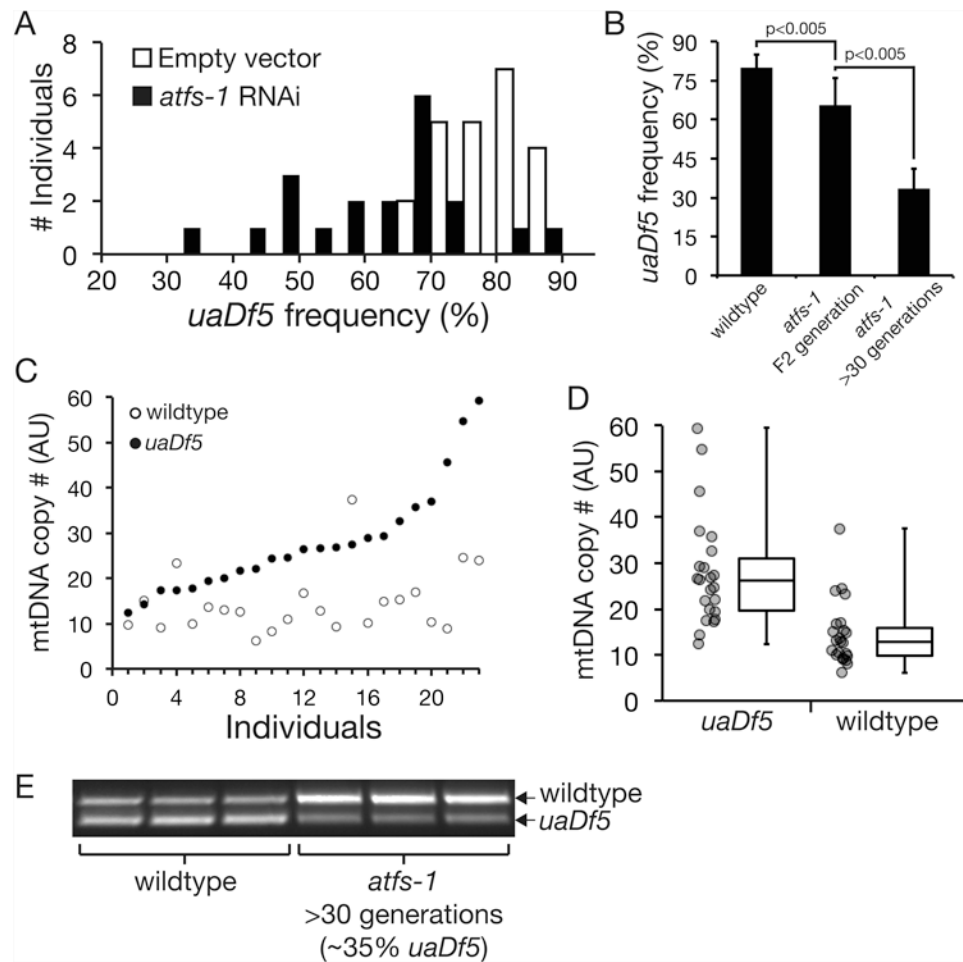 A
Empty vector
atfs-1 RNAi
# Individuals
8
6
4
2
0
20 30 40 50 60 70 80 90
uaDf5 frequency (%)
B
p<0.005
p<0.005
uaDf5 frequency (%)
90
75
60
45
30
15
0
wildtype
atfs-1
F2 generation
atfs-1
>30 generations
C
wildtype
uaDf5
mtDNA copy # (AU)
60
50
40
30
20
10
0
0 4 8 12 16 20
Individuals
D
mtDNA copy # (AU)
60
50
40
30
20
10
0
uaDf5 wildtype
E
wildtype
uaDf5
wildtype
atfs-1
>30 generations
(~35% uaDf5)